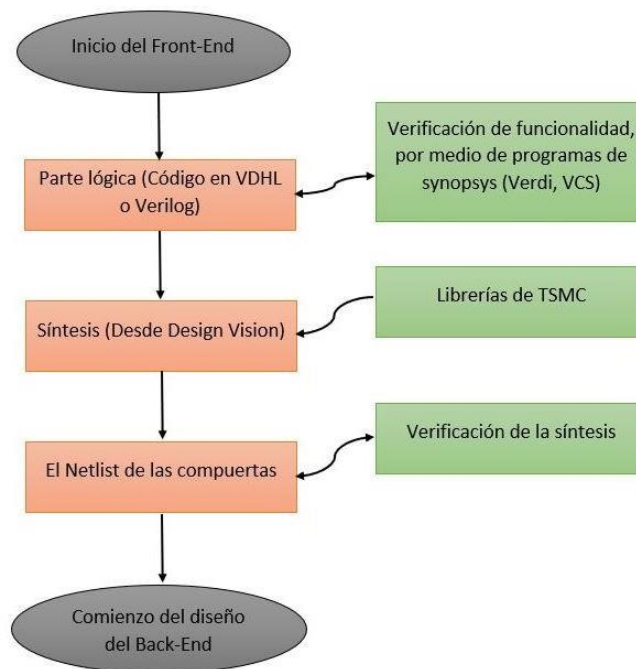 Inicio del Front-End
Verificación de funcionalidad,
por medio de programas de
synopsys (Verdi, VCS)
Parte lógica (Código en VDHL
o Verilog)
Librerías de TSMC
Síntesis (Desde Design Vision)
Verificación de la síntesis
El Netlist de las compuertas
Comienzo del diseño
del Back-End